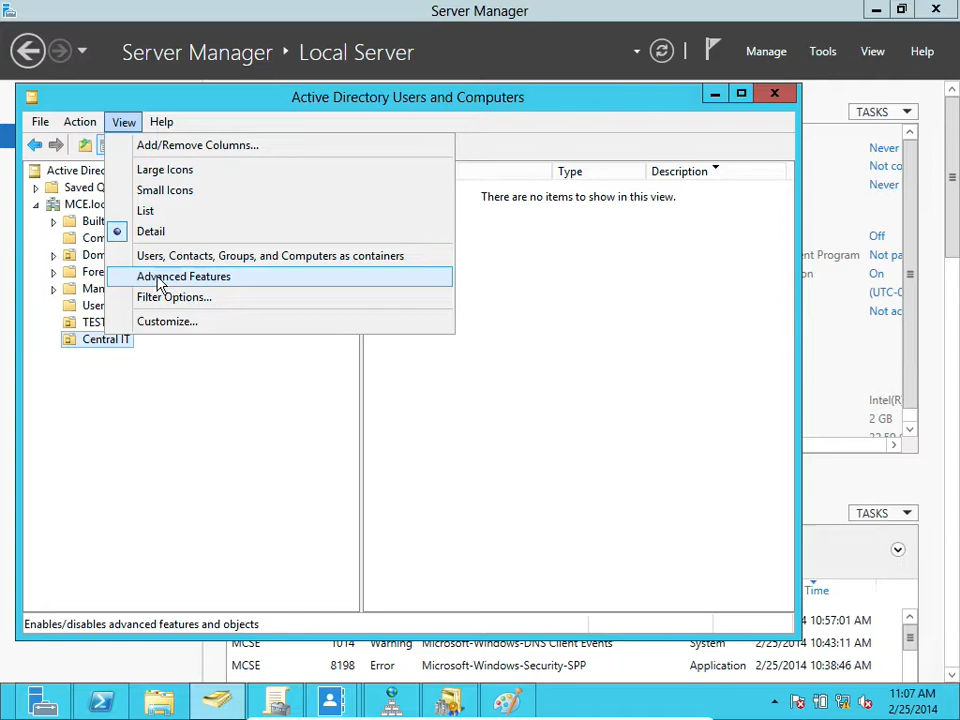 Server Manager
Server Manager • Local Server
Manage Tools View Help
Active Directory Users and Computers
TASKS
File Action View Help
Never
Not co
Never
Off
ent Program Not pa
n On
(UTC-0
Not ac
Intel(R)
2 GB
Active Direc
Saved Q
MCE.loc
Built
Com
Dom
Fore
Man
User
TEST
Central IT
Add/Remove Columns...
Large Icons
Small Icons
List
Detail
Users, Contacts, Groups, and Computers as containers
Advanced Features
Filter Options...
Customize...
Type Description
There are no items to show in this view.
TASKS
Time
Enables/disables advanced features and objects
MCSE 1014 Warning Microsoft-Windows-DNS Client Events System 2/25/2014 10:43:11 AM
2/25/2014 10:57:01 AM
MCSE 8198 Error Microsoft-Windows-Security-SPP Application 2/25/2014 10:38:46 AM
11:07 AM
2/25/2014